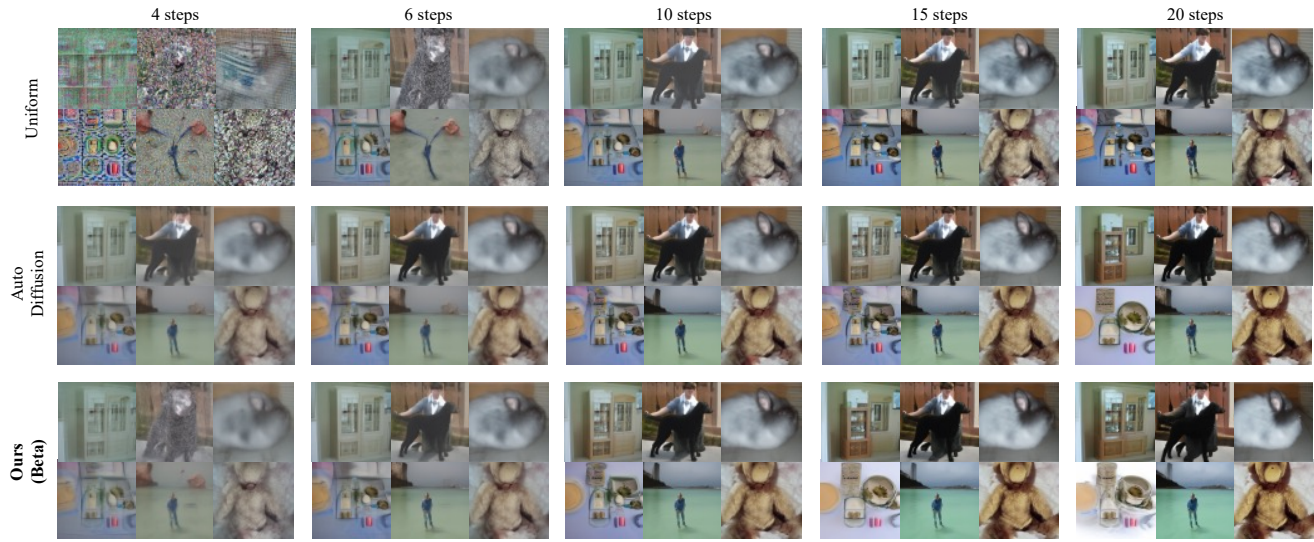 4 steps
6 steps
10 steps
15 steps
20 steps
Uniform
Auto
Diffusion
Ours
(Beta)